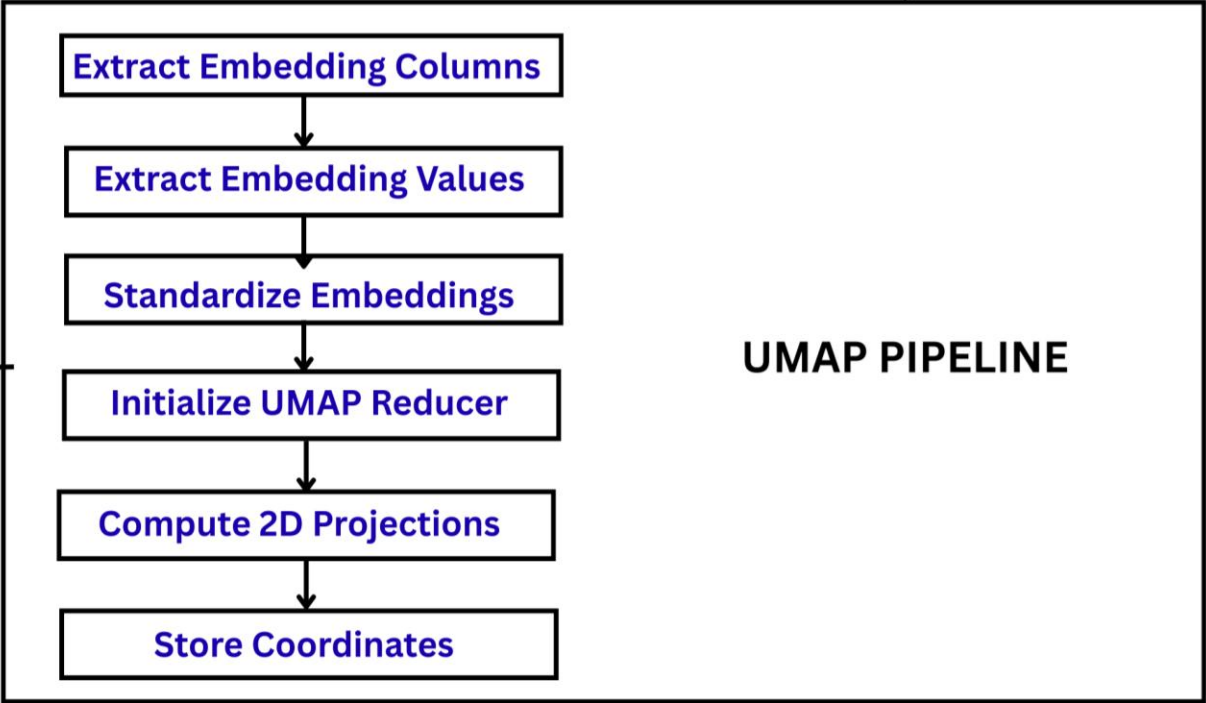 Extract Embedding Columns
Extract Embedding Values
Standardize Embeddings
Initialize UMAP Reducer
Compute 2D Projections
Store Coordinates
UMAP PIPELINE